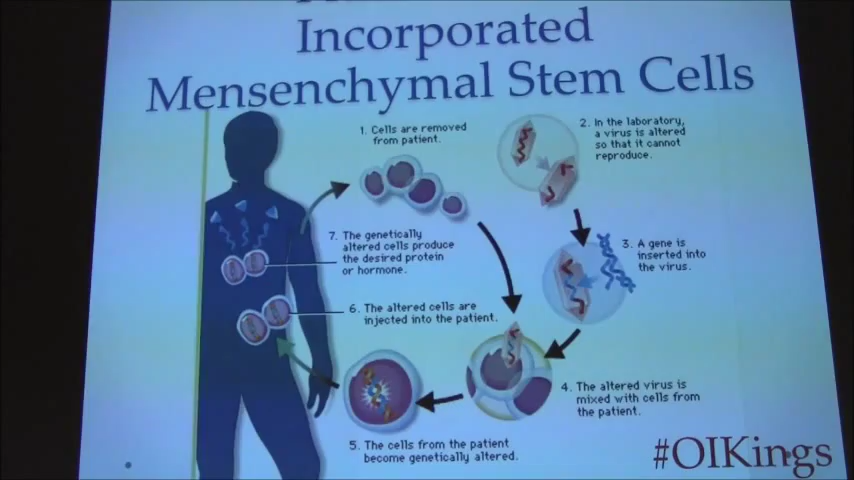 Incorporated
Mensenchymal Stem Cells
1. Cells are removed
from patient.
2. In the laboratory,
a virus is altered
so that it cannot
reproduce.
3. A gene is
inserted into
the virus.
4. The altered virus is
mixed with cells from
the patient.
5. The cells from the patient
become genetically altered.
6. The altered cells are
injected into the patient.
7. The genetically
altered cells produce
the desired protein
or hormone.
#OIKings